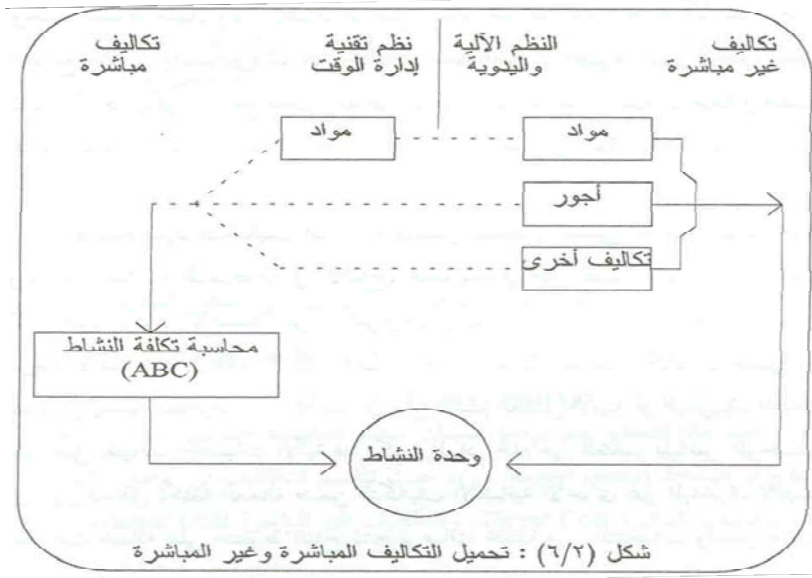 تكاليف غير مباشرة
النظم الآلية واليدوية
نظم تقنية إدارة الوقت
تكاليف مباشرة
مواد
مواد
أجور
تكاليف أخرى
محاسبة تكلفة النشاط
(ABC)
وحدة النشاط
شكل (٦/٢) : تحميل التكاليف المباشرة وغير المباشرة